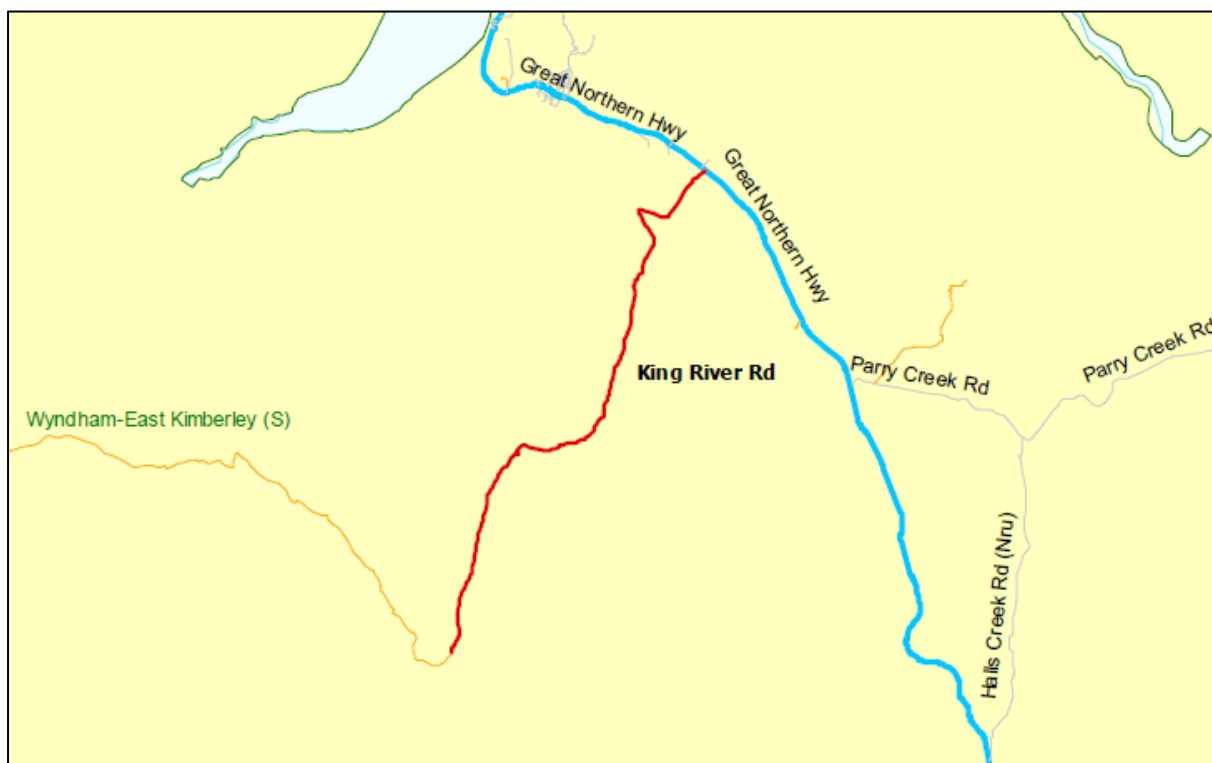 Great Northern Hwy
Great Northern Hwy
Parry Creek Rd
Parry Creek Rd
King River Rd
Wyndham-East Kimberley (S)
Halls Creek Rd (Nru)